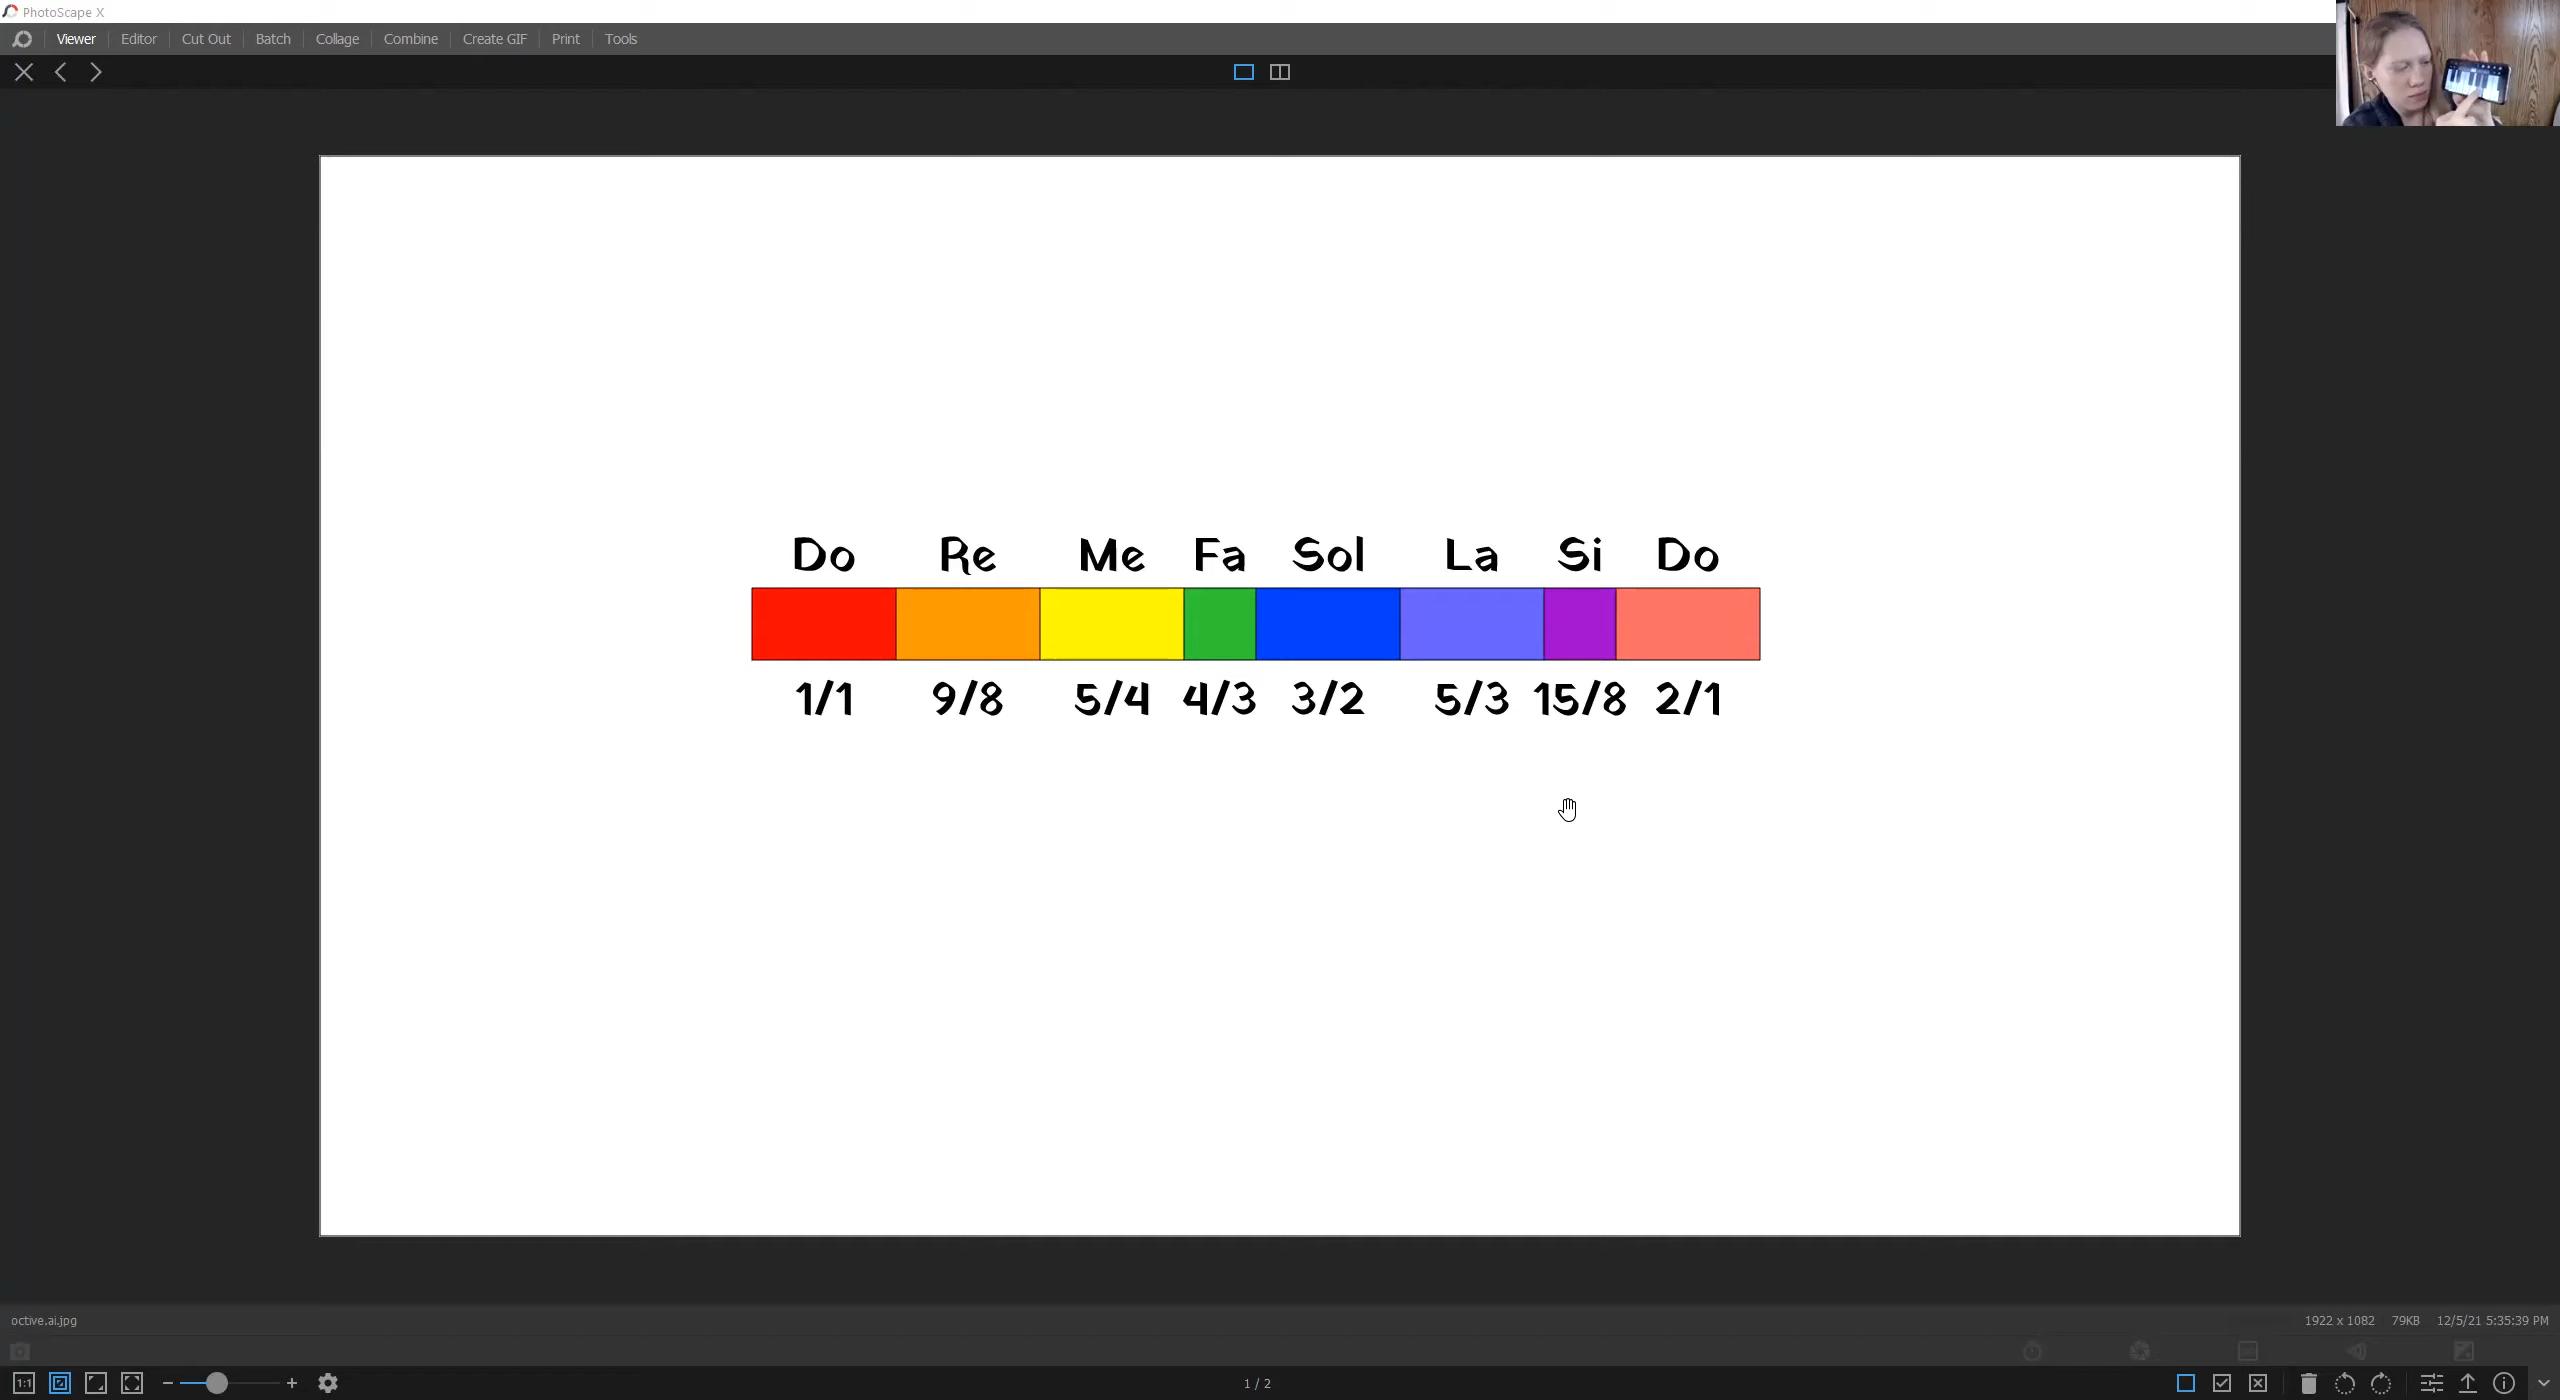 PhotoScape X
Viewer Editor Cut Out Batch Collage Combine Create GIF Print Tools
Do Re Me Fa Sol La Si Do
1/1 9/8 5/4 4/3 3/2 5/3 15/8 2/1
octive.ai.jpg 1922 x 1082 79KB 12/5/21 5:35:39 PM
1:1 1 / 2